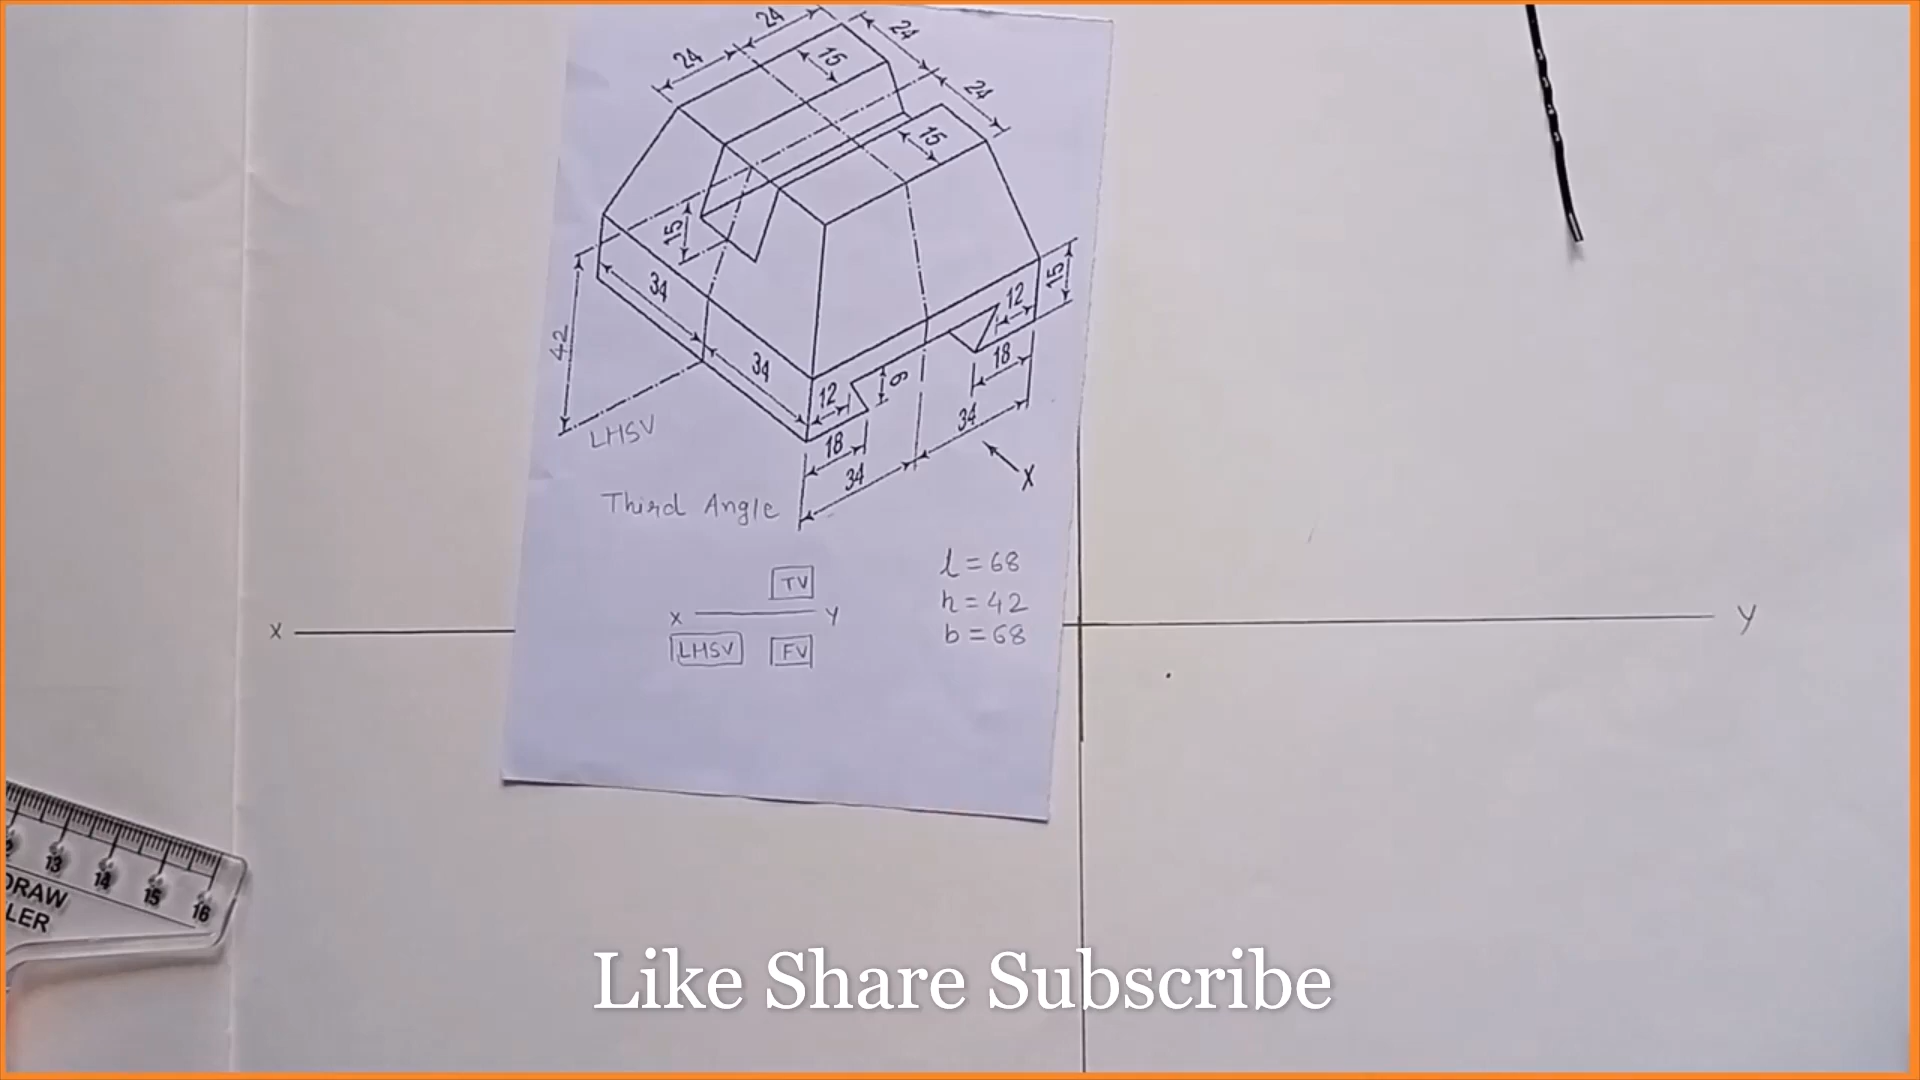 24
24
24
24
15
15
15
15
34
34
42
12
12
9
18
18
34
34
LHSV
X
Third Angle
TV
X Y
LHSV FV
l = 68
h = 42
b = 68
X Y
13 14 15 16
DRAW
LER
Like Share Subscribe